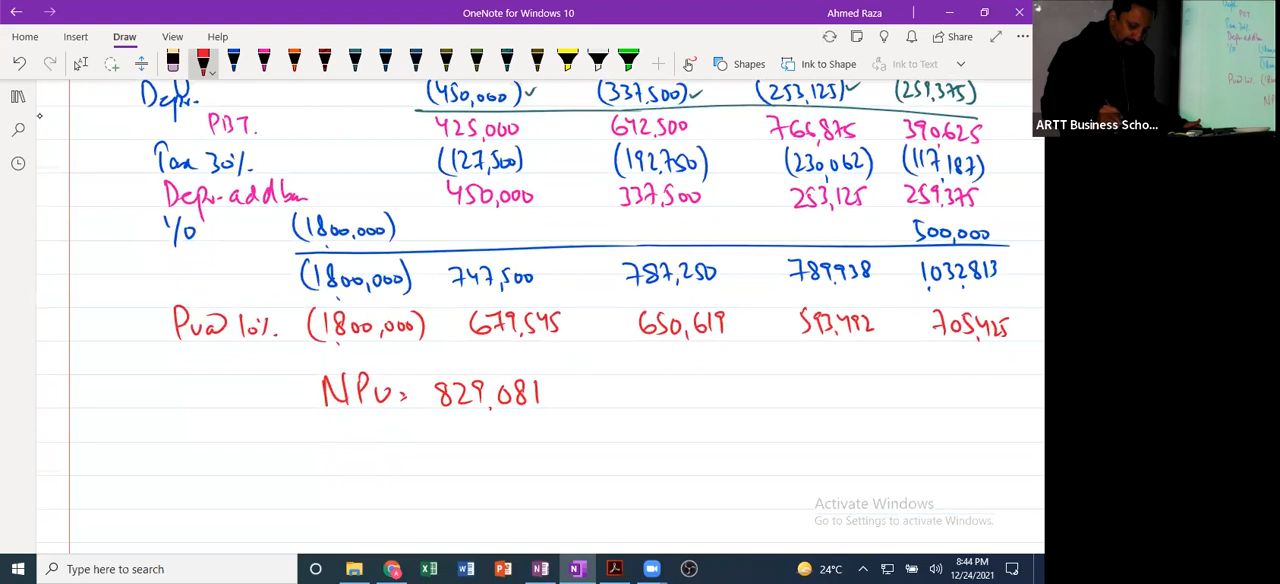 OneNote for Windows 10
Ahmed Raza
Home Insert Draw View Help
Share
Shapes Ink to Shape Ink to Text
Depr. (450,000) (337,500) (253,125) (259,375)
PBT. 425,000 642,500 766,875 390,625
Tax 30% (127,500) (192,750) (230,062) (117,187)
Depr-addbac 450,000 337,500 253,125 259,375
I/O (1800,000) 500,000
(1800,000) 747,500 787,250 789,938 1,032,813
Pv@10%. (1800,000) 679,545 650,619 593,492 705,425
NPV= 829,081
ARTT Business Scho...
Activate Windows
Go to Settings to activate Windows.
Type here to search
24°C
8:44 PM
12/24/2021